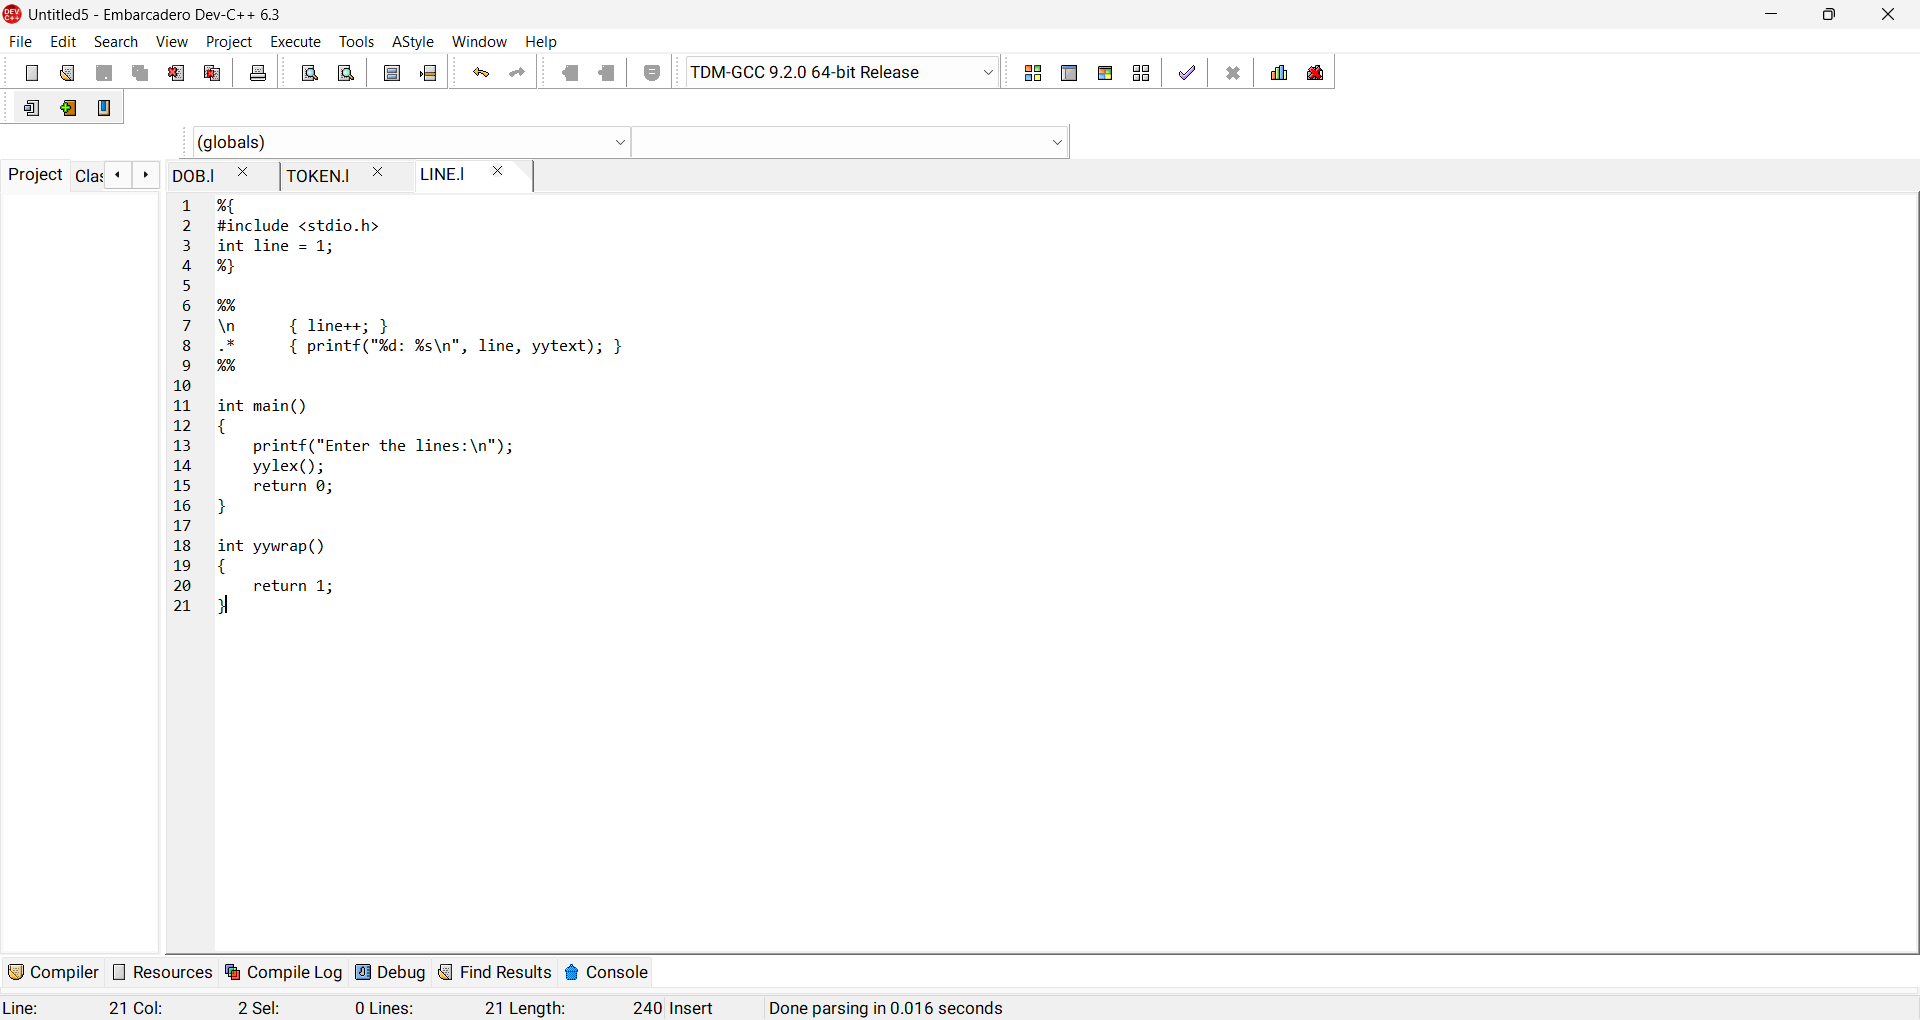 Untitled5 - Embarcadero Dev-C++ 6.3
File Edit Search View Project Execute Tools AStyle Window Help
TDM-GCC 9.2.0 64-bit Release
(globals)
Project Clas DOB.l TOKEN.l LINE.l
1 %{
2 #include <stdio.h>
3 int line = 1;
4 %}
5
6 %%
7 \n { line++; }
8 .* { printf("%d: %s\n", line, yytext); }
9 %%
10
11 int main()
12 {
13 printf("Enter the lines:\n");
14 yylex();
15 return 0;
16 }
17
18 int yywrap()
19 {
20 return 1;
21 }
Compiler Resources Compile Log Debug Find Results Console
Line: 21 Col: 2 Sel: 0 Lines: 21 Length: 240 Insert Done parsing in 0.016 seconds